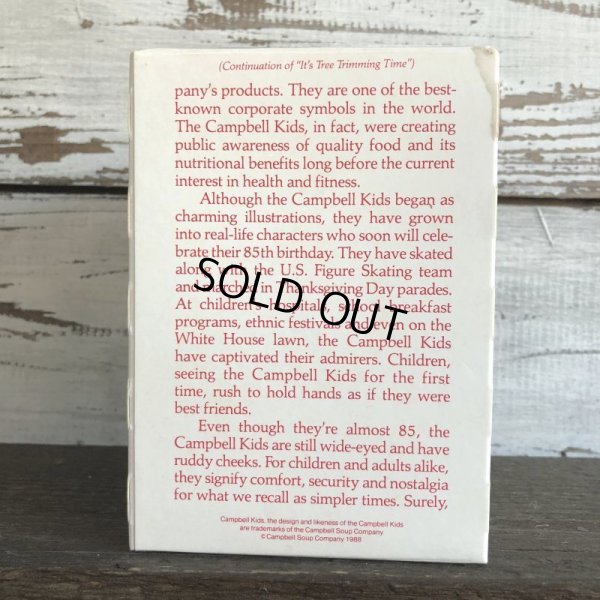 (Continuation of "It's Tree Trimming Time")
pany's products. They are one of the best-
known corporate symbols in the world.
The Campbell Kids, in fact, were creating
public awareness of quality food and its
nutritional benefits long before the current
interest in health and fitness.
Although the Campbell Kids began as
charming illustrations, they have grown
into real-life characters who soon will cele-
brate their 85th birthday. They have skated
along with the U.S. Figure Skating team
and marched in Thanksgiving Day parades.
At children's hospitals, school breakfast
programs, ethnic festivals and even on the
White House lawn, the Campbell Kids
have captivated their admirers. Children,
seeing the Campbell Kids for the first
time, rush to hold hands as if they were
best friends.
Even though they're almost 85, the
Campbell Kids are still wide-eyed and have
ruddy cheeks. For children and adults alike,
they signify comfort, security and nostalgia
for what we recall as simpler times. Surely,
Campbell Kids, the design and likeness of the Campbell Kids
are trademarks of the Campbell Soup Company
© Campbell Soup Company 1988
SOLD OUT